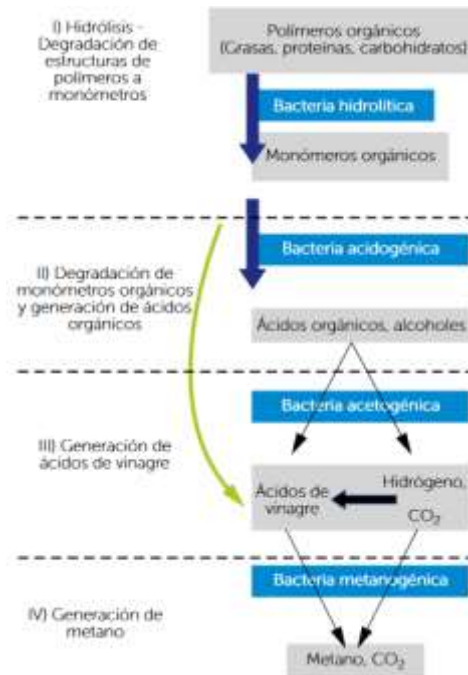 I) Hidrólisis -
Degradación de
estructuras de
polímeros a
monómetros
Polímeros orgánicos
(Grasas, proteínas, carbohidratos)
Bacteria hidrolítica
Monómeros orgánicos
Bacteria acidogénica
II) Degradación de
monómetros orgánicos
y generación de ácidos
orgánicos
Ácidos orgánicos, alcoholes
Bacteria acetogénica
III) Generación de
ácidos de vinagre
Ácidos de
vinagre
Hidrógeno,
CO₂
Bacteria metanogénica
IV) Generación de
metano
Metano, CO₂